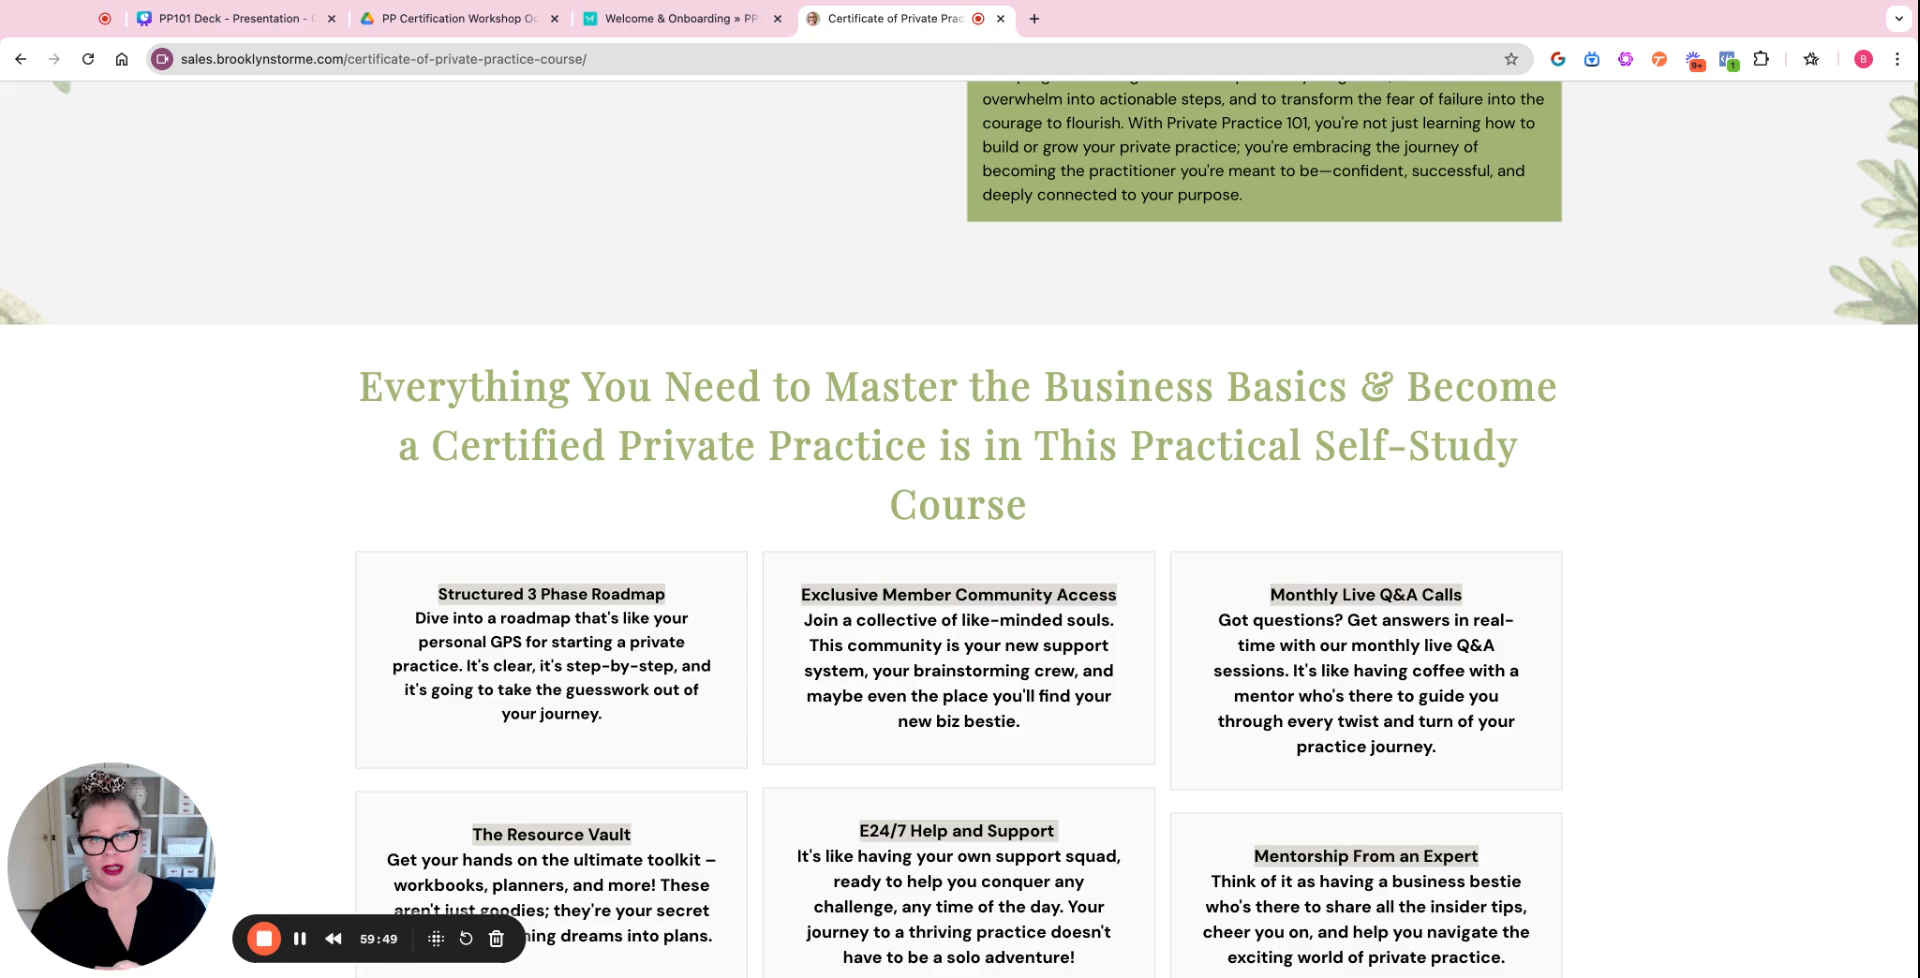 PP101 Deck - Presentation -
PP Certification Workshop Oc
Welcome & Onboarding » PP
Certificate of Private Prac
sales.brooklynstorme.com/certificate-of-private-practice-course/
9+
1
B
overwhelm into actionable steps, and to transform the fear of failure into the
courage to flourish. With Private Practice 101, you're not just learning how to
build or grow your private practice; you're embracing the journey of
becoming the practitioner you're meant to be—confident, successful, and
deeply connected to your purpose.
Everything You Need to Master the Business Basics & Become
a Certified Private Practice is in This Practical Self-Study
Course
Structured 3 Phase Roadmap
Dive into a roadmap that's like your
personal GPS for starting a private
practice. It's clear, it's step-by-step, and
it's going to take the guesswork out of
your journey.
Exclusive Member Community Access
Join a collective of like-minded souls.
This community is your new support
system, your brainstorming crew, and
maybe even the place you'll find your
new biz bestie.
Monthly Live Q&A Calls
Got questions? Get answers in real-
time with our monthly live Q&A
sessions. It's like having coffee with a
mentor who's there to guide you
through every twist and turn of your
practice journey.
The Resource Vault
Get your hands on the ultimate toolkit –
workbooks, planners, and more! These
aren't just goodies; they're your secret
ning dreams into plans.
E24/7 Help and Support
It's like having your own support squad,
ready to help you conquer any
challenge, any time of the day. Your
journey to a thriving practice doesn't
have to be a solo adventure!
Mentorship From an Expert
Think of it as having a business bestie
who's there to share all the insider tips,
cheer you on, and help you navigate the
exciting world of private practice.
59:49